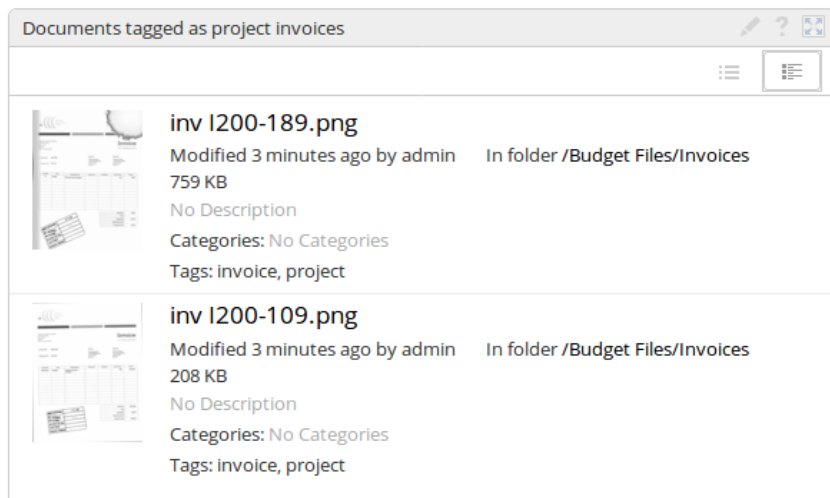 Documents tagged as project invoices
?
inv I200-189.png
Modified 3 minutes ago by admin In folder /Budget Files/Invoices
759 KB
No Description
Categories: No Categories
Tags: invoice, project
Invoice
inv I200-109.png
Modified 3 minutes ago by admin In folder /Budget Files/Invoices
208 KB
No Description
Categories: No Categories
Tags: invoice, project
Invoice